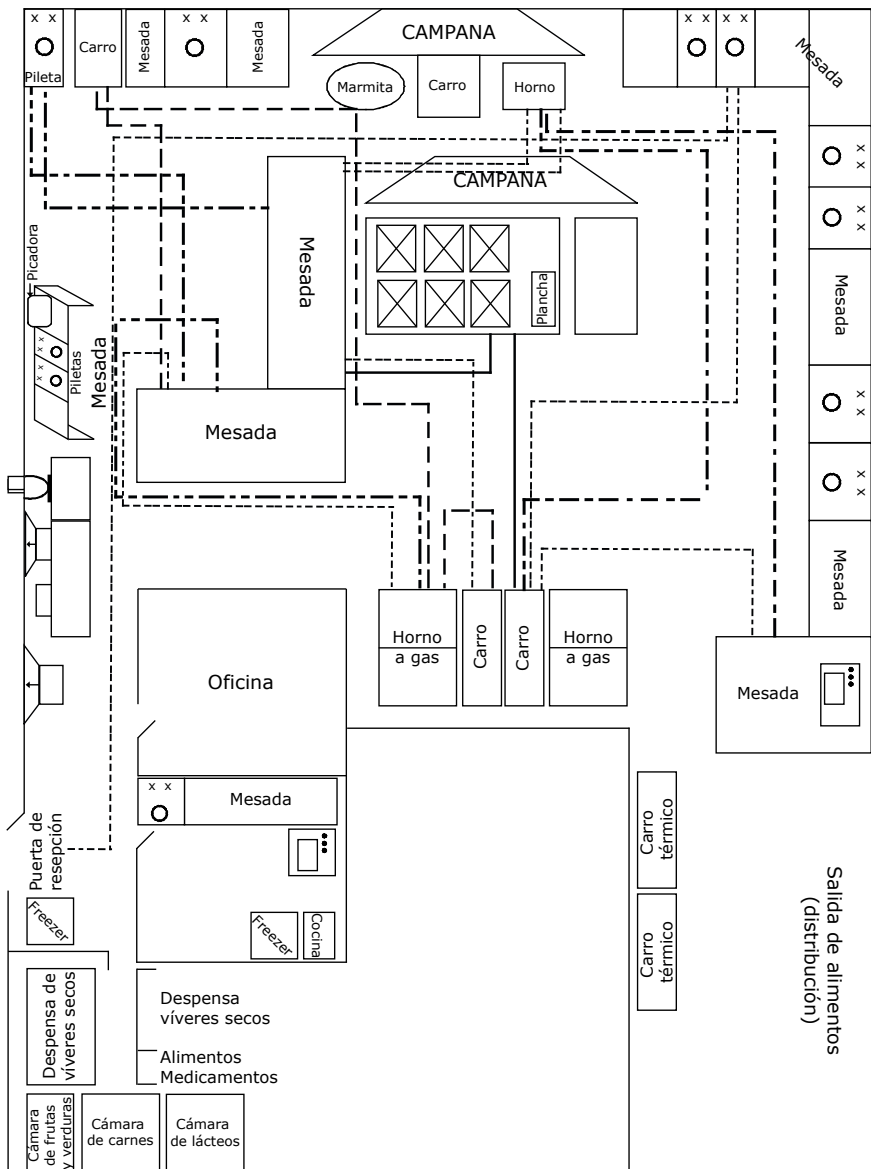 x x
Pileta
Carro
Mesada
x x
Mesada
CAMPANA
Marmita
Carro
Horno
x x
x x
Mesada
x x
x x
CAMPANA
Plancha
Mesada
Mesada
Picadora
x x
x x
Piletas
Mesada
Mesada
x x
x x
Mesada
Horno
a gas
Carro
Carro
Horno
a gas
Mesada
Oficina
x x
Mesada
Puerta de
resepción
Freezer
Freezer
Cocina
Carro
térmico
Carro
térmico
Salida de alimentos
(distribución)
Despensa de
víveres secos
Despensa
víveres secos
Alimentos
Medicamentos
Cámara
de frutas
y verduras
Cámara
de carnes
Cámara
de lácteos